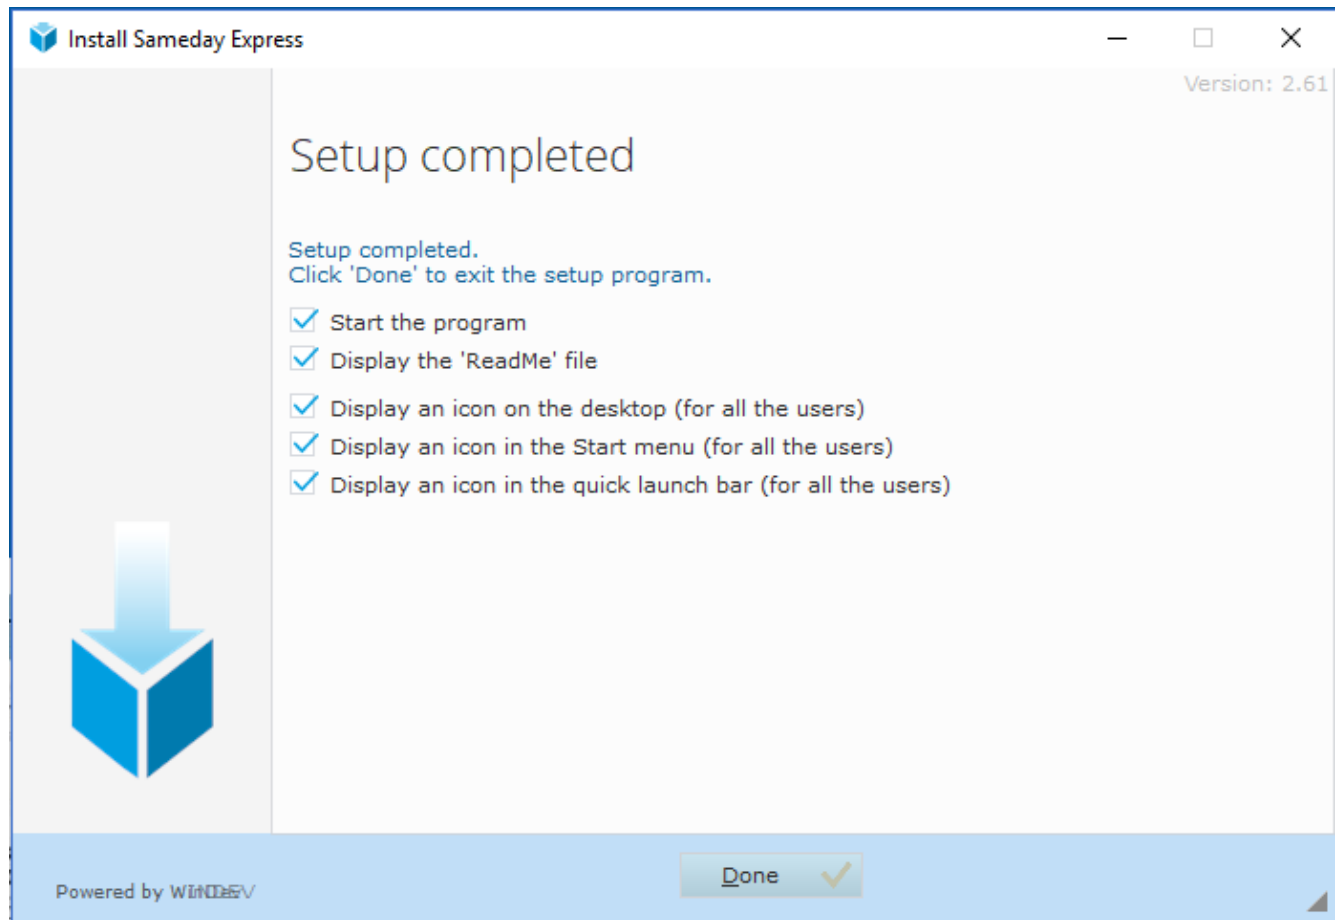 Install Sameday Express
Version: 2.61
Setup completed
Setup completed.
Click 'Done' to exit the setup program.
Start the program
Display the 'ReadMe' file
Display an icon on the desktop (for all the users)
Display an icon in the Start menu (for all the users)
Display an icon in the quick launch bar (for all the users)
Done
Powered by